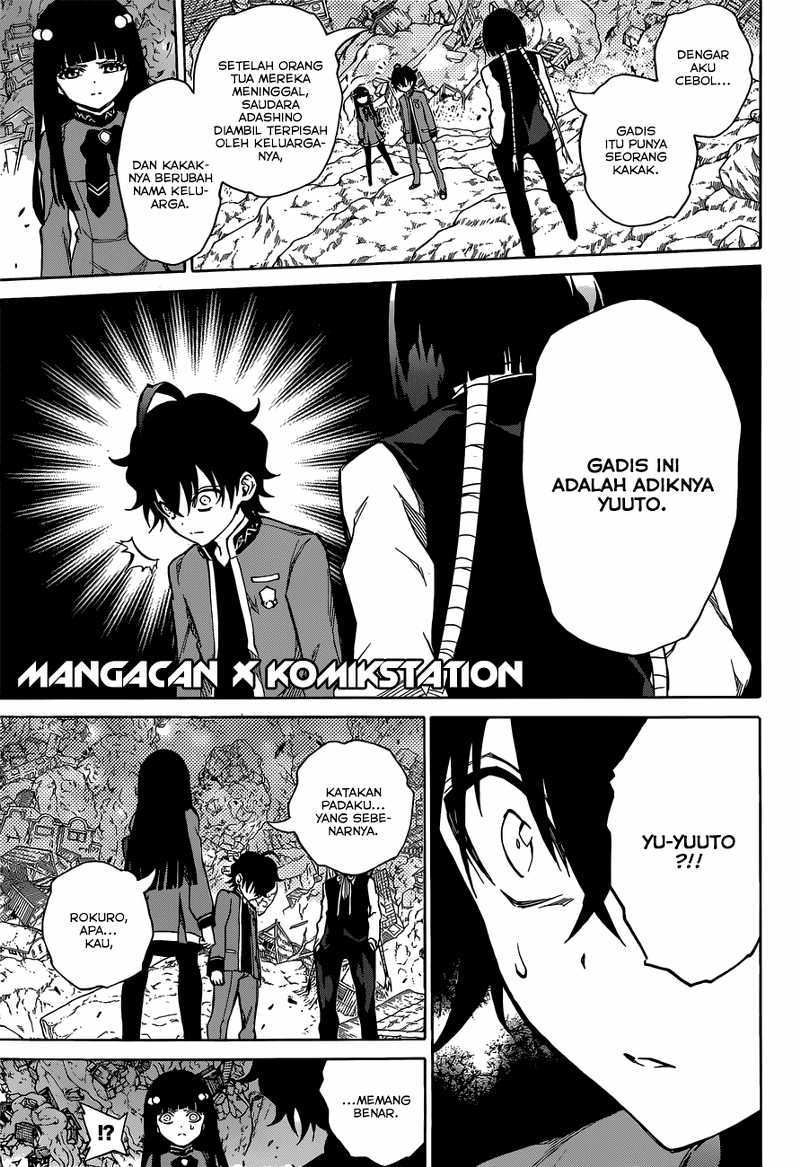 DENGAR
AKU
CEBOL...
GADIS
ITU PUNYA
SEORANG
KAKAK.
SETELAH ORANG
TUA MEREKA
MENINGGAL,
SAUDARA
ADASHINO
DIAMBIL TERPISAH
OLEH KELUARGA-
NYA,
DAN KAKAK-
NYA BERUBAH
NAMA KELU-
ARGA.
GADIS INI
ADALAH ADIKNYA
YUUTO.
MANGACAN X KOMIKSTATION
YU-YUUTO
?!!
KATAKAN
PADAKU...
YANG SEBE-
NARNYA.
ROKURO,
APA...
KAU,
...MEMANG
BENAR.
!?